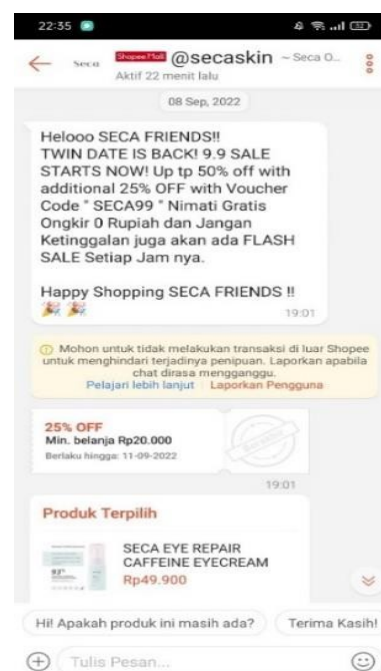 22:35
Seca
Shopee Mall @secaskin ~ Seca O...
Aktif 22 menit lalu
08 Sep, 2022
Helooo SECA FRIENDS!!
TWIN DATE IS BACK! 9.9 SALE
STARTS NOW! Up tp 50% off with
additional 25% OFF with Voucher
Code " SECA99 " Nimati Gratis
Ongkir 0 Rupiah dan Jangan
Ketinggalan juga akan ada FLASH
SALE Setiap Jam nya.
Happy Shopping SECA FRIENDS !!
19:01
Mohon untuk tidak melakukan transaksi di luar Shopee
untuk menghindari terjadinya penipuan. Laporkan apabila
chat dirasa mengganggu.
Pelajari lebih lanjut Laporkan Pengguna
25% OFF
Min. belanja Rp20.000
Berlaku hingga: 11-09-2022
19:01
Produk Terpilih
SECA EYE REPAIR
CAFFEINE EYECREAM
Rp49.900
Hi! Apakah produk ini masih ada? Terima Kasih!
Tulis Pesan...